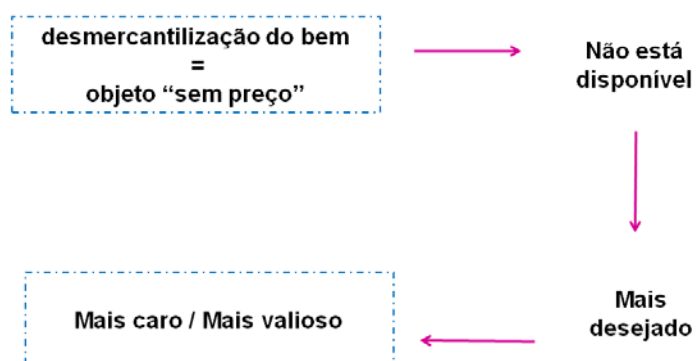 desmercantilização do bem
=
objeto “sem preço”
Não está
disponível
Mais
desejado
Mais caro / Mais valioso